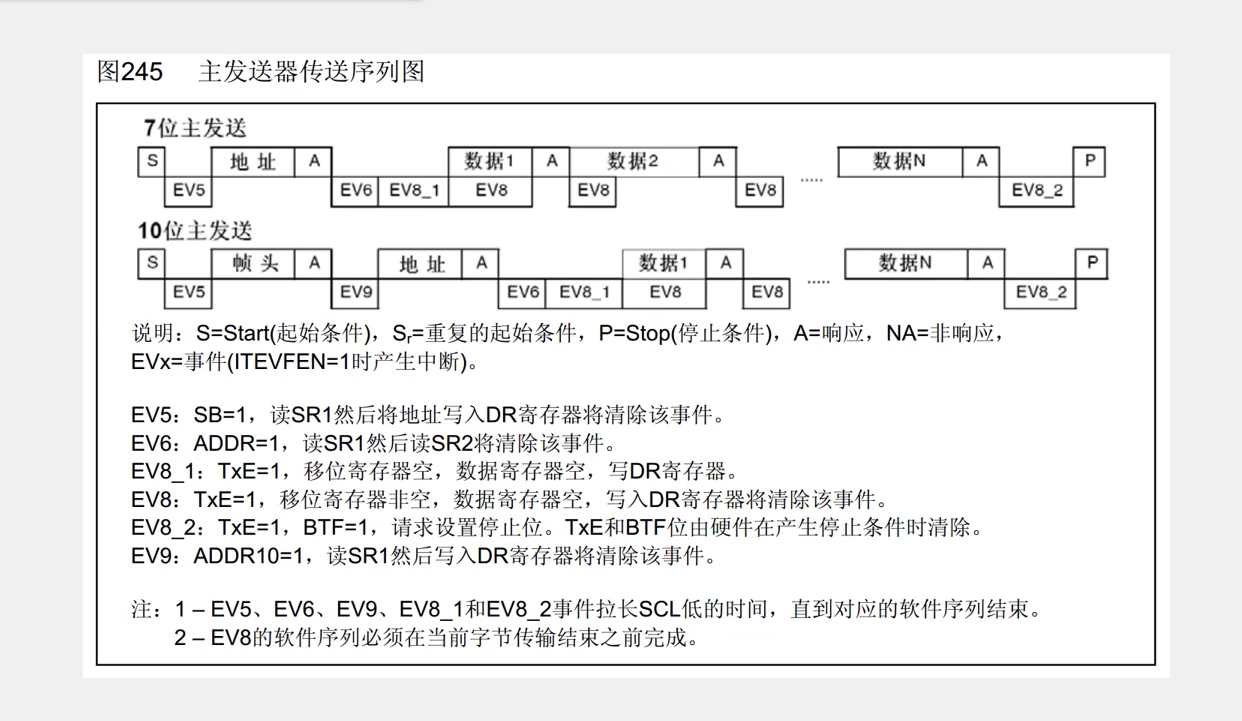 图245 主发送器传送序列图
7位主发送
S 地 址 A 数据1 A 数据2 A ..... 数据N A P
EV5 EV6 EV8_1 EV8 EV8 EV8 EV8_2
10位主发送
S 帧 头 A 地 址 A 数据1 A ..... 数据N A P
EV5 EV9 EV6 EV8_1 EV8 EV8 EV8_2
说明：S=Start(起始条件)，Sr=重复的起始条件，P=Stop(停止条件)，A=响应，NA=非响应，
EVx=事件(ITEVFEN=1时产生中断)。
EV5：SB=1，读SR1然后将地址写入DR寄存器将清除该事件。
EV6：ADDR=1，读SR1然后读SR2将清除该事件。
EV8_1：TxE=1，移位寄存器空，数据寄存器空，写DR寄存器。
EV8：TxE=1，移位寄存器非空，数据寄存器空，写入DR寄存器将清除该事件。
EV8_2：TxE=1，BTF=1，请求设置停止位。TxE和BTF位由硬件在产生停止条件时清除。
EV9：ADDR10=1，读SR1然后写入DR寄存器将清除该事件。
注：1 – EV5、EV6、EV9、EV8_1和EV8_2事件拉长SCL低的时间，直到对应的软件序列结束。
2 – EV8的软件序列必须在当前字节传输结束之前完成。